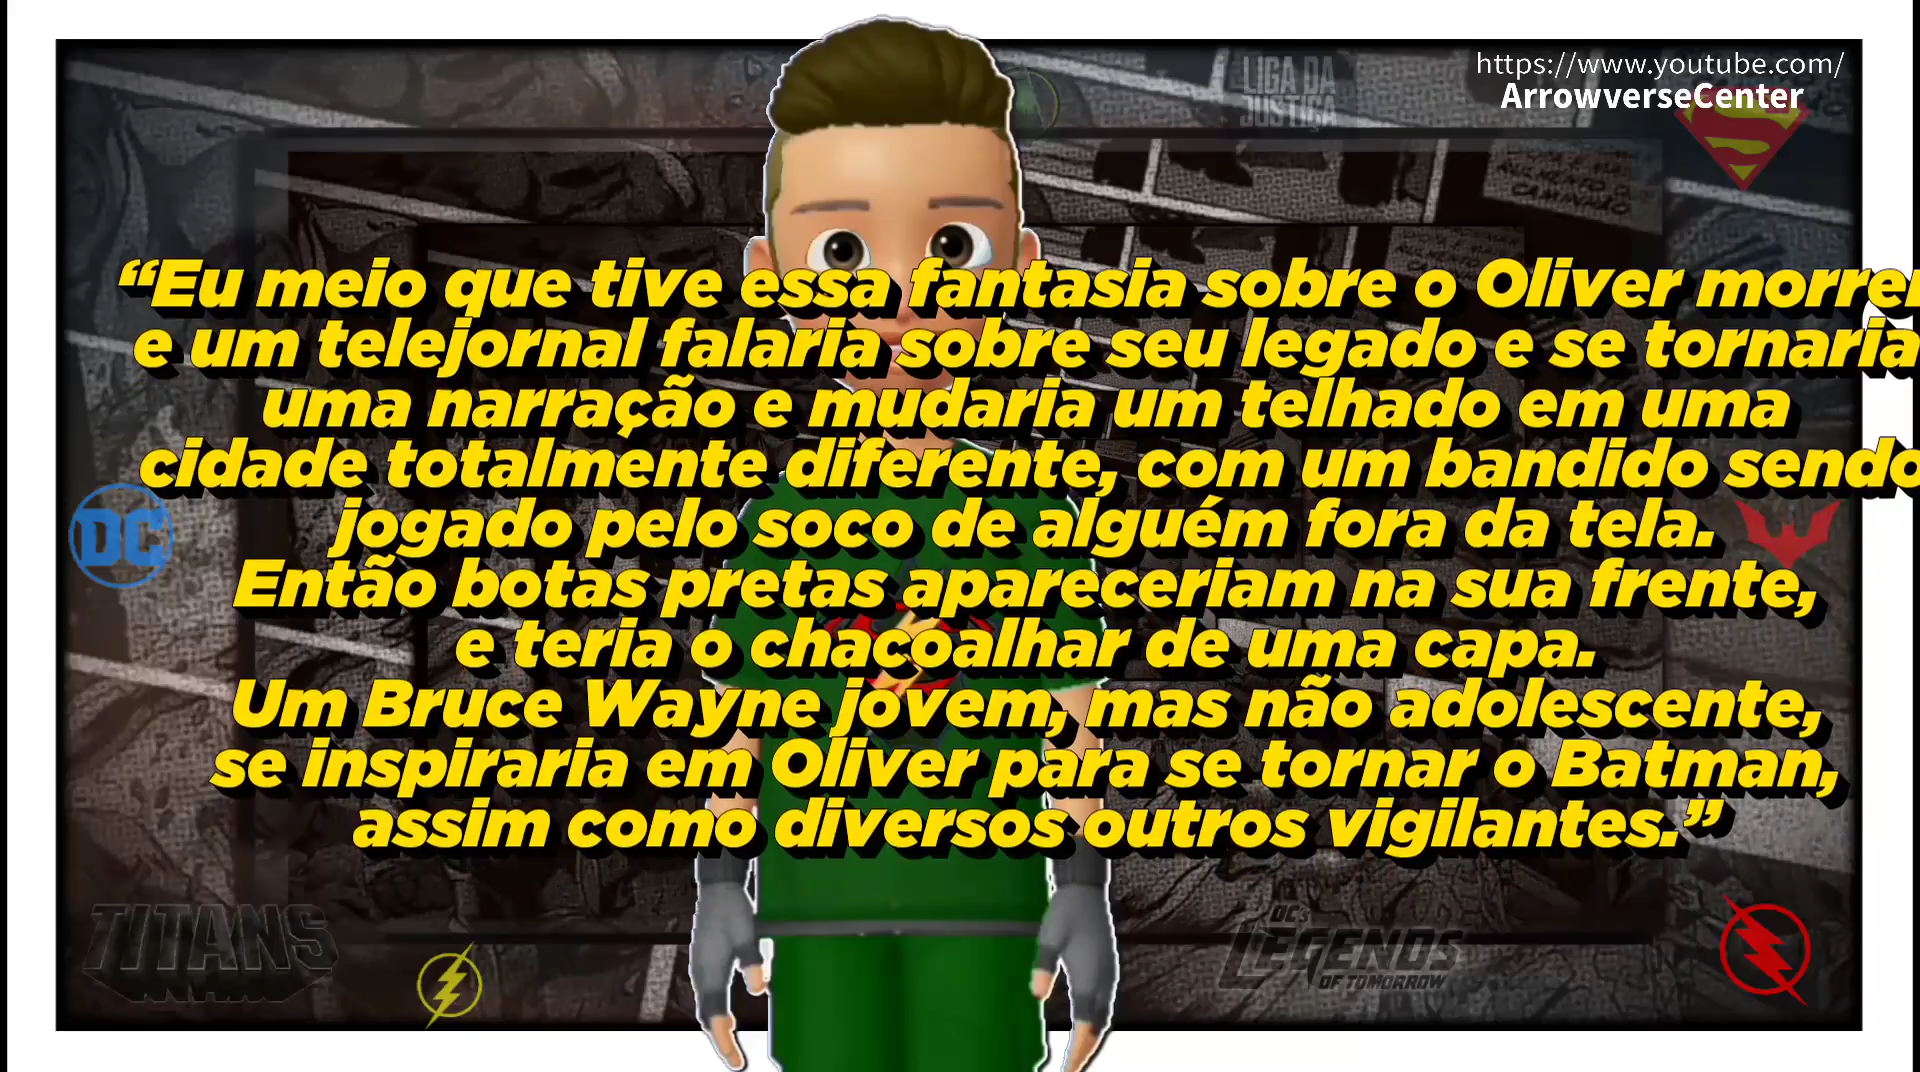 https://www.youtube.com/
ArrowverseCenter
LIGA DA
JUSTIÇA
CAMINHÃO
“Eu meio que tive essa fantasia sobre o Oliver morrer
e um telejornal falaria sobre seu legado e se tornaria
uma narração e mudaria um telhado em uma
cidade totalmente diferente, com um bandido sendo
jogado pelo soco de alguém fora da tela.
Então botas pretas apareceriam na sua frente,
e teria o chacoalhar de uma capa.
Um Bruce Wayne jovem, mas não adolescente,
se inspiraria em Oliver para se tornar o Batman,
assim como diversos outros vigilantes.”
DC
TITANS
DC's
LEGENDS
OF TOMORROW